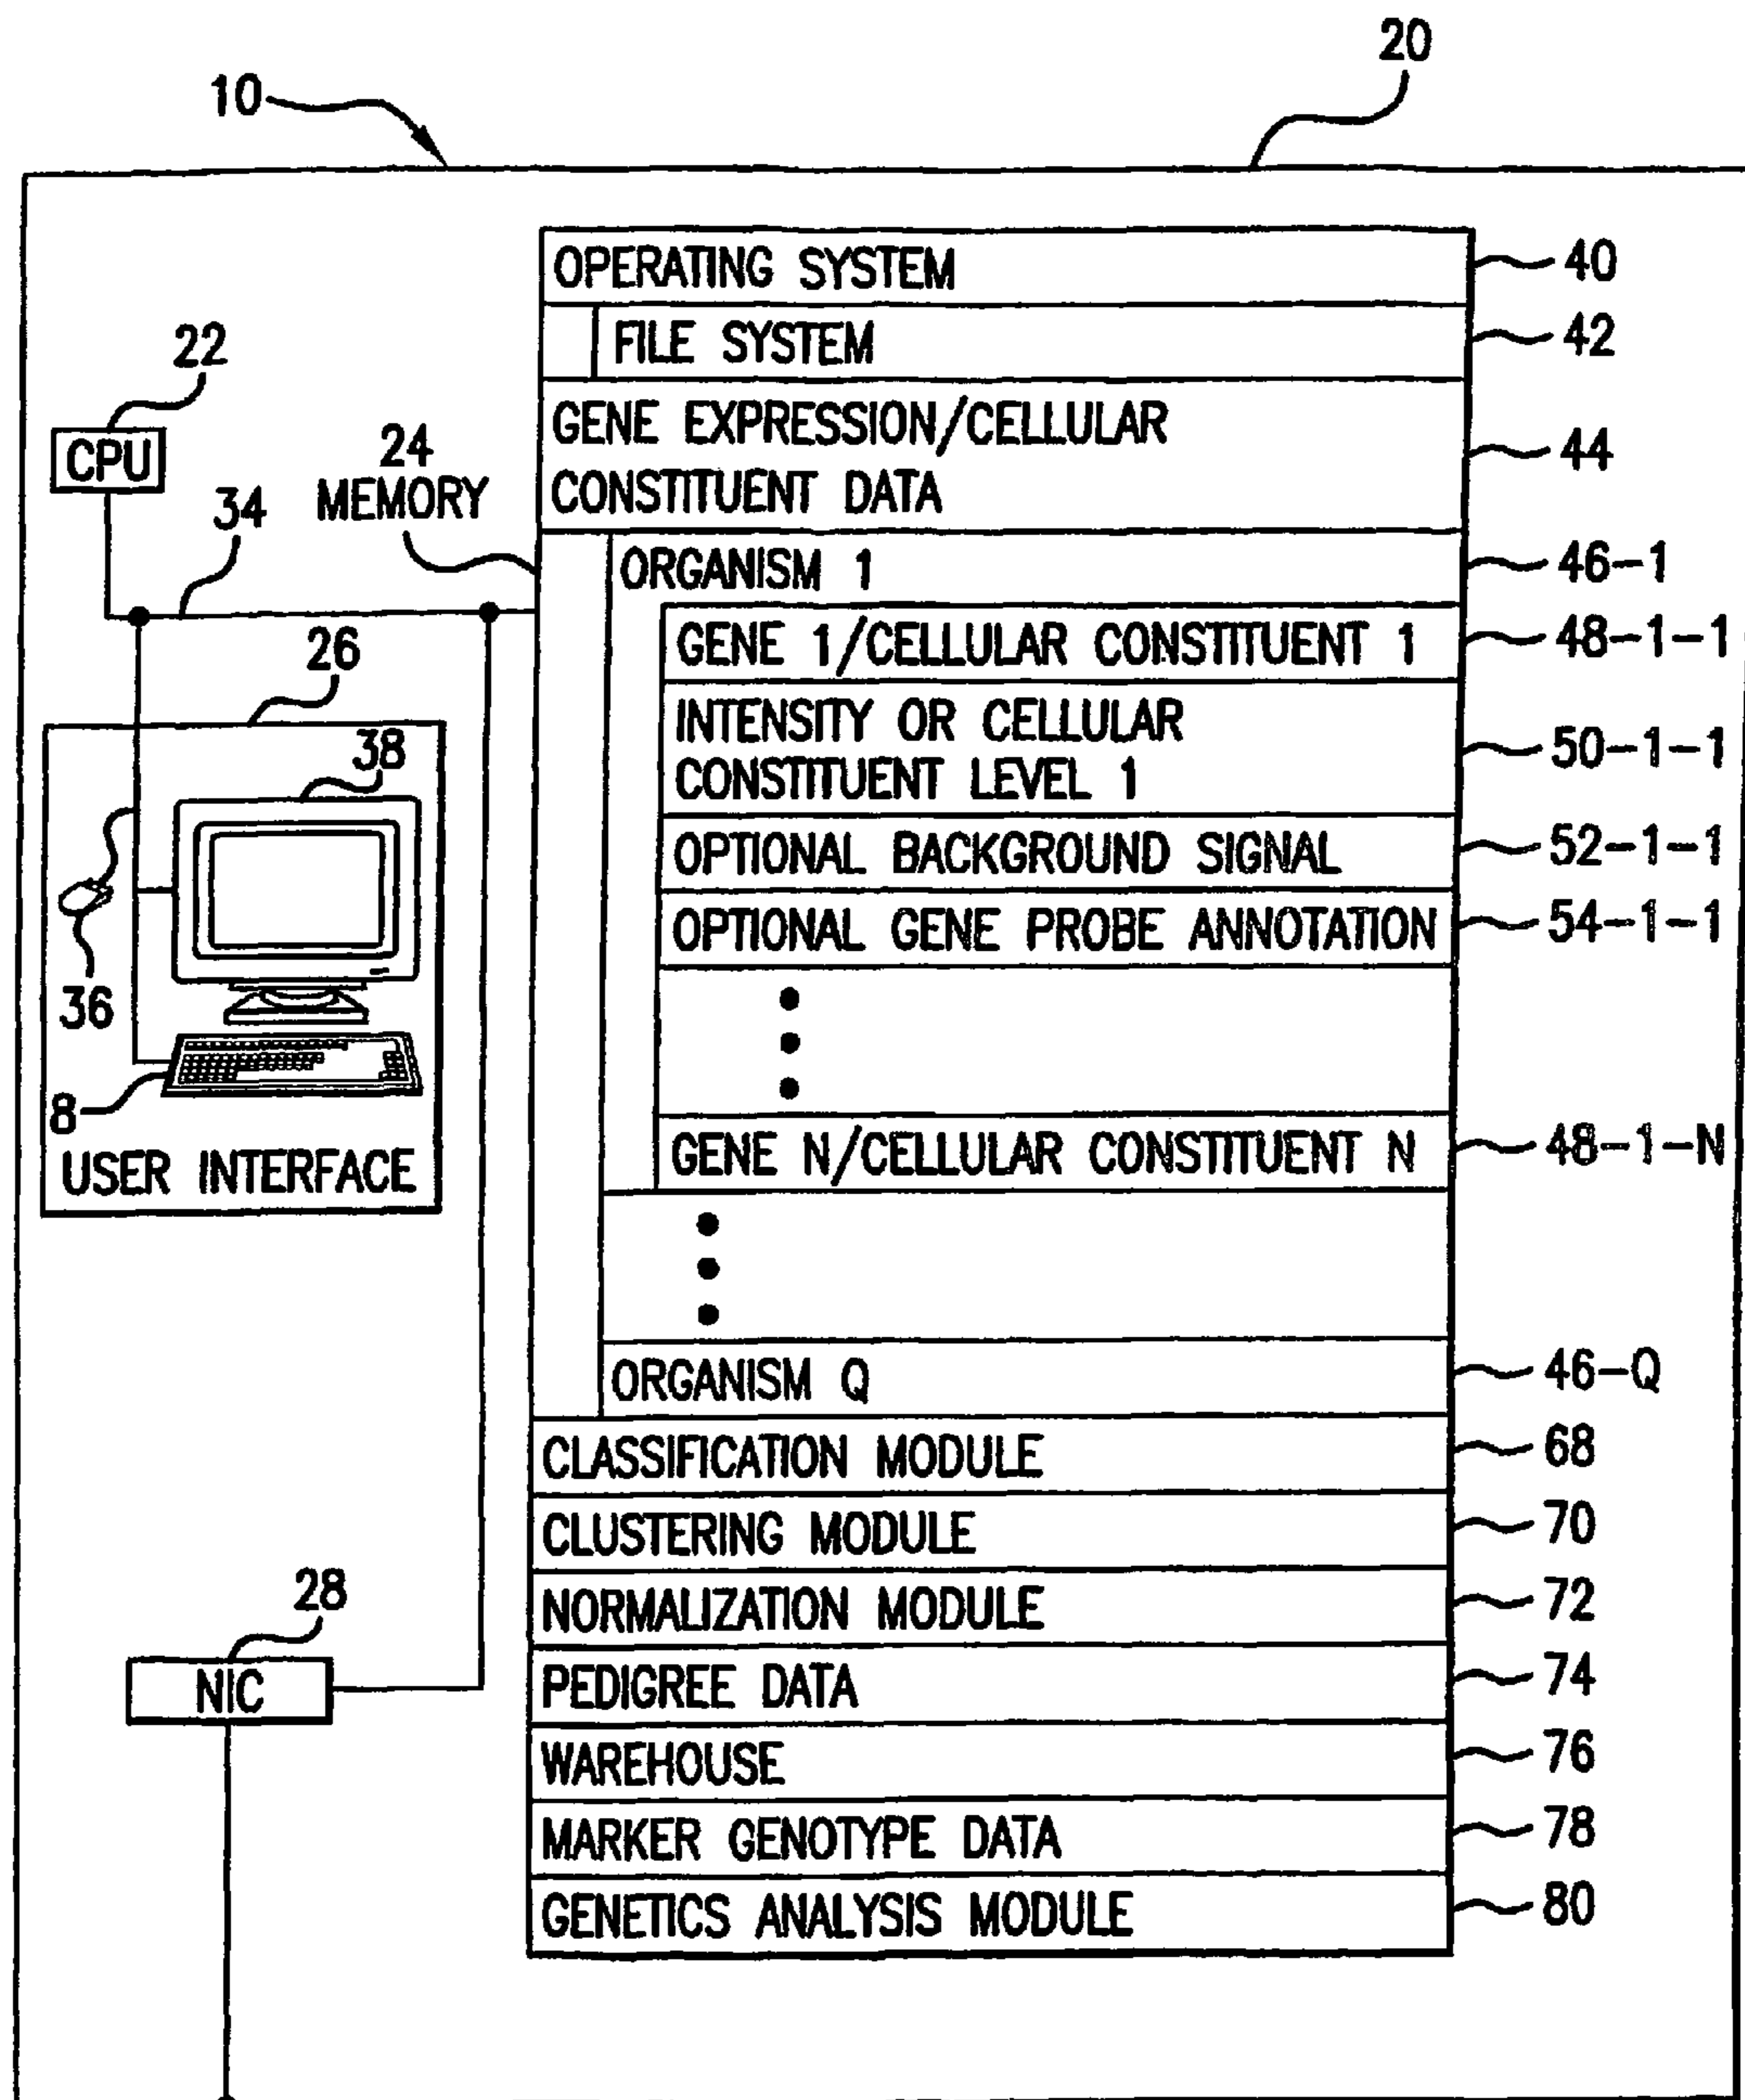 20
10
OPERATING SYSTEM
40
FILE SYSTEM
42
22
CPU
24
MEMORY
34
GENE EXPRESSION/CELLULAR
CONSTITUENT DATA
44
ORGANISM 1
46-1
GENE 1/CELLULAR CONSTITUENT 1
48-1-1
26
INTENSITY OR CELLULAR
CONSTITUENT LEVEL 1
50-1-1
38
OPTIONAL BACKGROUND SIGNAL
52-1-1
OPTIONAL GENE PROBE ANNOTATION
54-1-1
36
8
USER INTERFACE
GENE N/CELLULAR CONSTITUENT N
48-1-N
ORGANISM Q
46-Q
CLASSIFICATION MODULE
68
CLUSTERING MODULE
70
28
NIC
NORMALIZATION MODULE
72
PEDIGREE DATA
74
WAREHOUSE
76
MARKER GENOTYPE DATA
78
GENETICS ANALYSIS MODULE
80